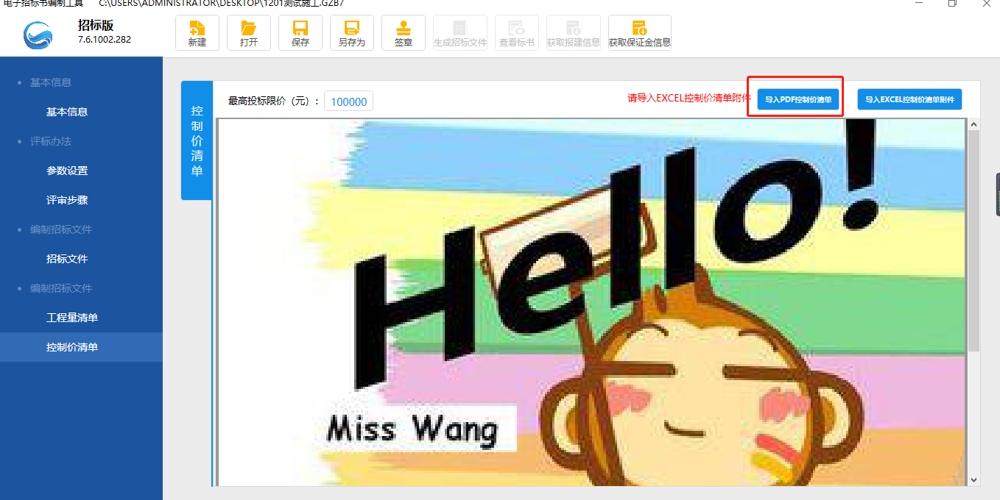 电子招标书编制工具 C:\USERS\ADMINISTRATOR\DESKTOP\1201测试施工.GZB7
招标版
7.6.1002.282
新建
打开
保存
另存为
签章
生成招标文件
查看标书
获取报建信息
获取保证金信息
基本信息
基本信息
评标办法
参数设置
评审步骤
编制招标文件
招标文件
编制招标文件
工程量清单
控制价清单
控制价清单
最高投标限价（元）: 100000
请导入EXCEL控制价清单附件
导入PDF控制价清单
导入EXCEL控制价清单附件
Hello!
Miss Wang